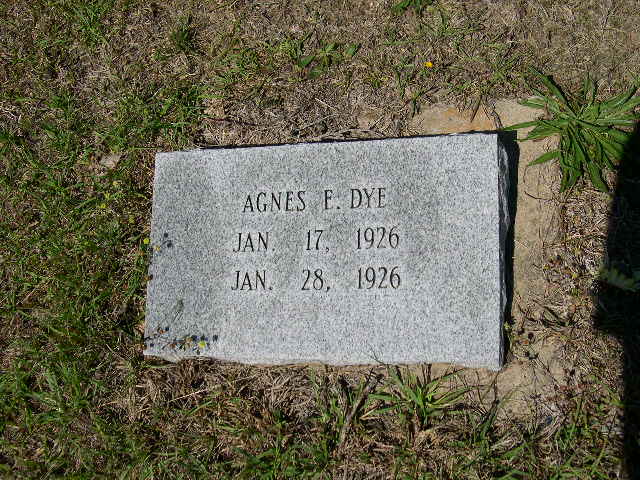 AGNES E. DYE
JAN. 17, 1926
JAN. 28, 1926